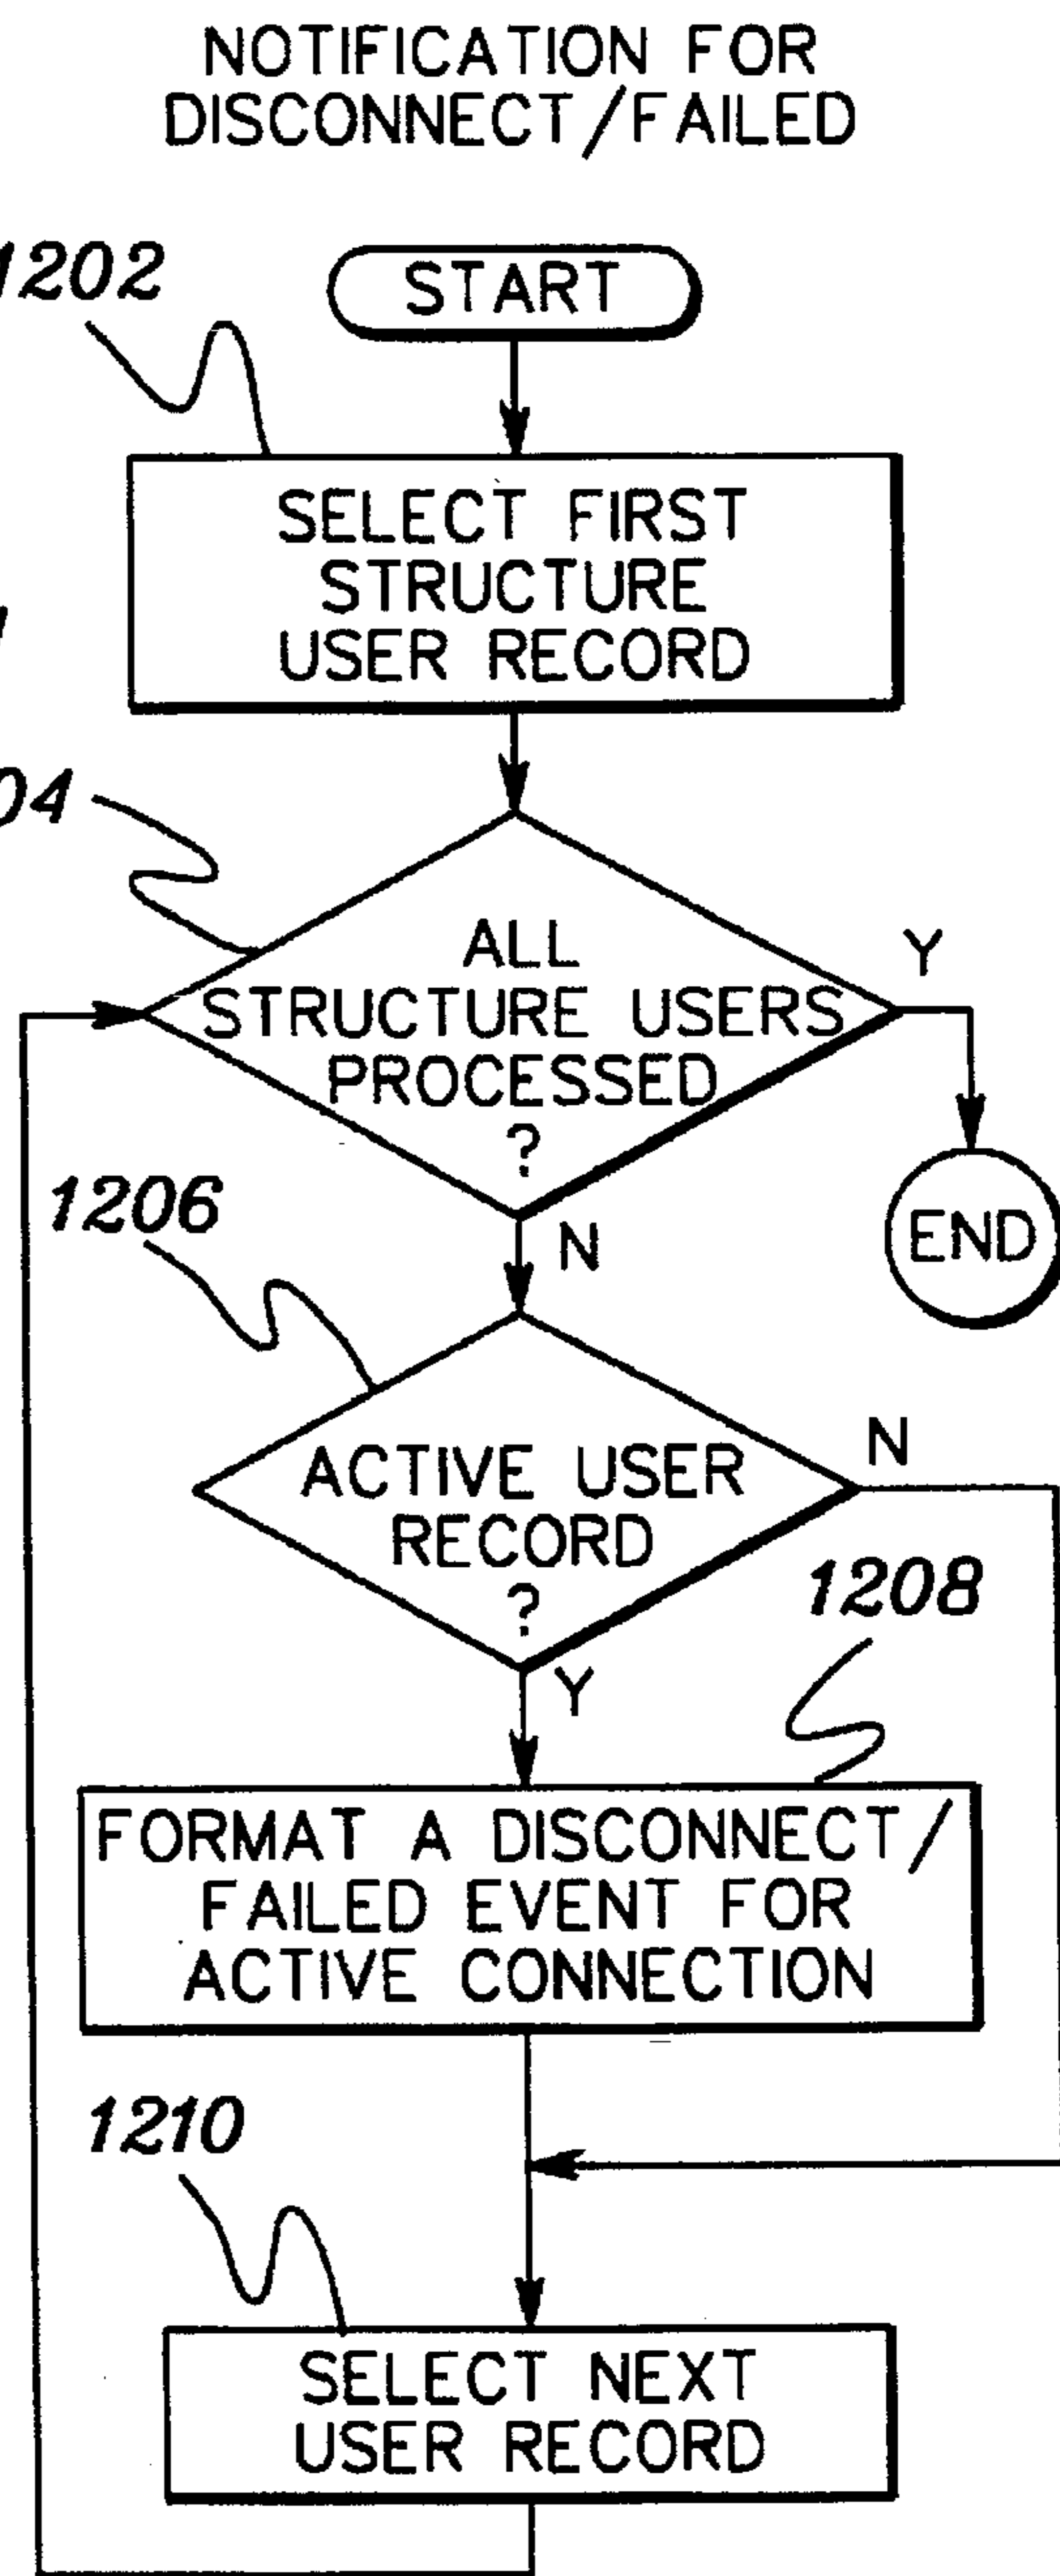 NOTIFICATION FOR
DISCONNECT/FAILED
1202
START
SELECT FIRST
STRUCTURE
USER RECORD
04
ALL
STRUCTURE USERS
PROCESSED
?
Y
END
N
1206
ACTIVE USER
RECORD
?
N
Y
1208
FORMAT A DISCONNECT/
FAILED EVENT FOR
ACTIVE CONNECTION
1210
SELECT NEXT
USER RECORD